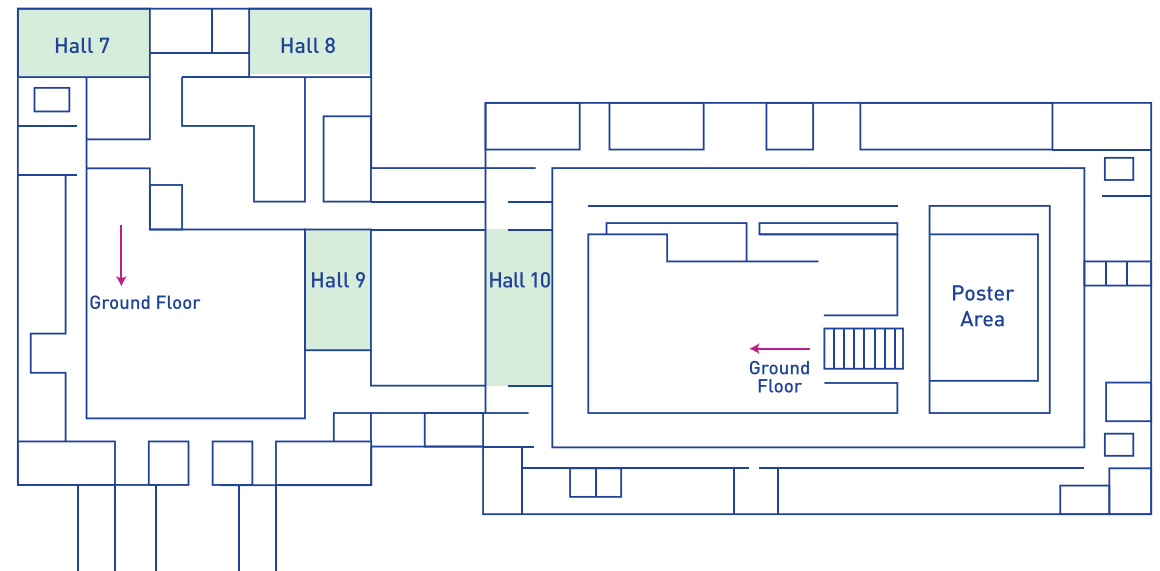 Hall 7
Hall 8
Hall 9
Hall 10
Ground Floor
Poster
Area
Ground
Floor